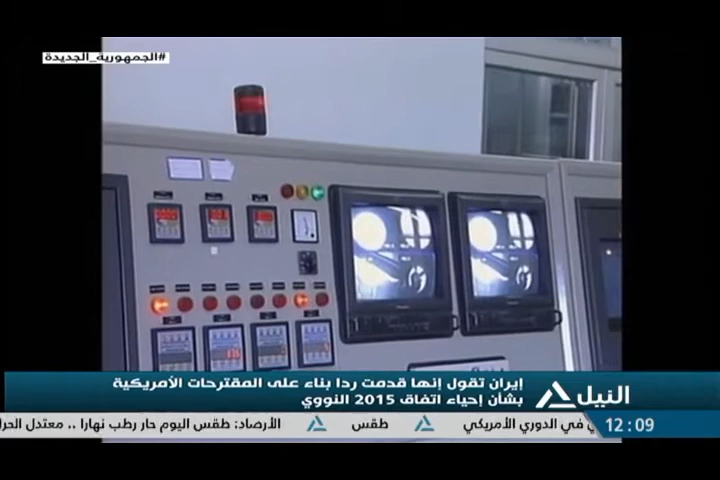 #الجمهورية_الجديدة
إيران تقول إنها قدمت ردا بناء على المقترحات الأمريكية
بشأن إحياء اتفاق 2015 النووي
النيل
في الدوري الأمريكي
طقس
الأرصاد: طقس اليوم حار رطب نهارا .. معتدل
12:09